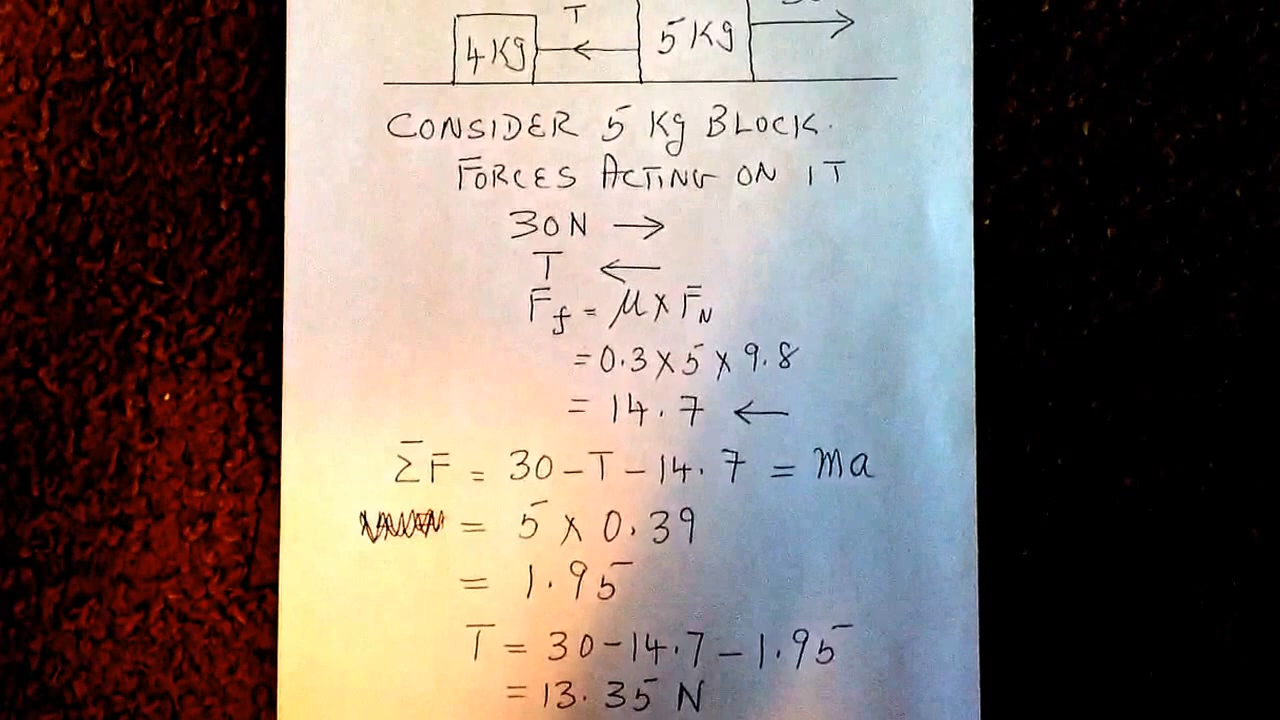 T
4Kg
5Kg
CONSIDER 5 Kg BLOCK.
FORCES ACTING ON IT
30N →
T ←
Ff = μ x FN
= 0.3 x 5 x 9.8
= 14.7 ←
ΣF = 30 - T - 14.7 = ma
= 5 x 0.39
= 1.95
T = 30 - 14.7 - 1.95
= 13.35 N